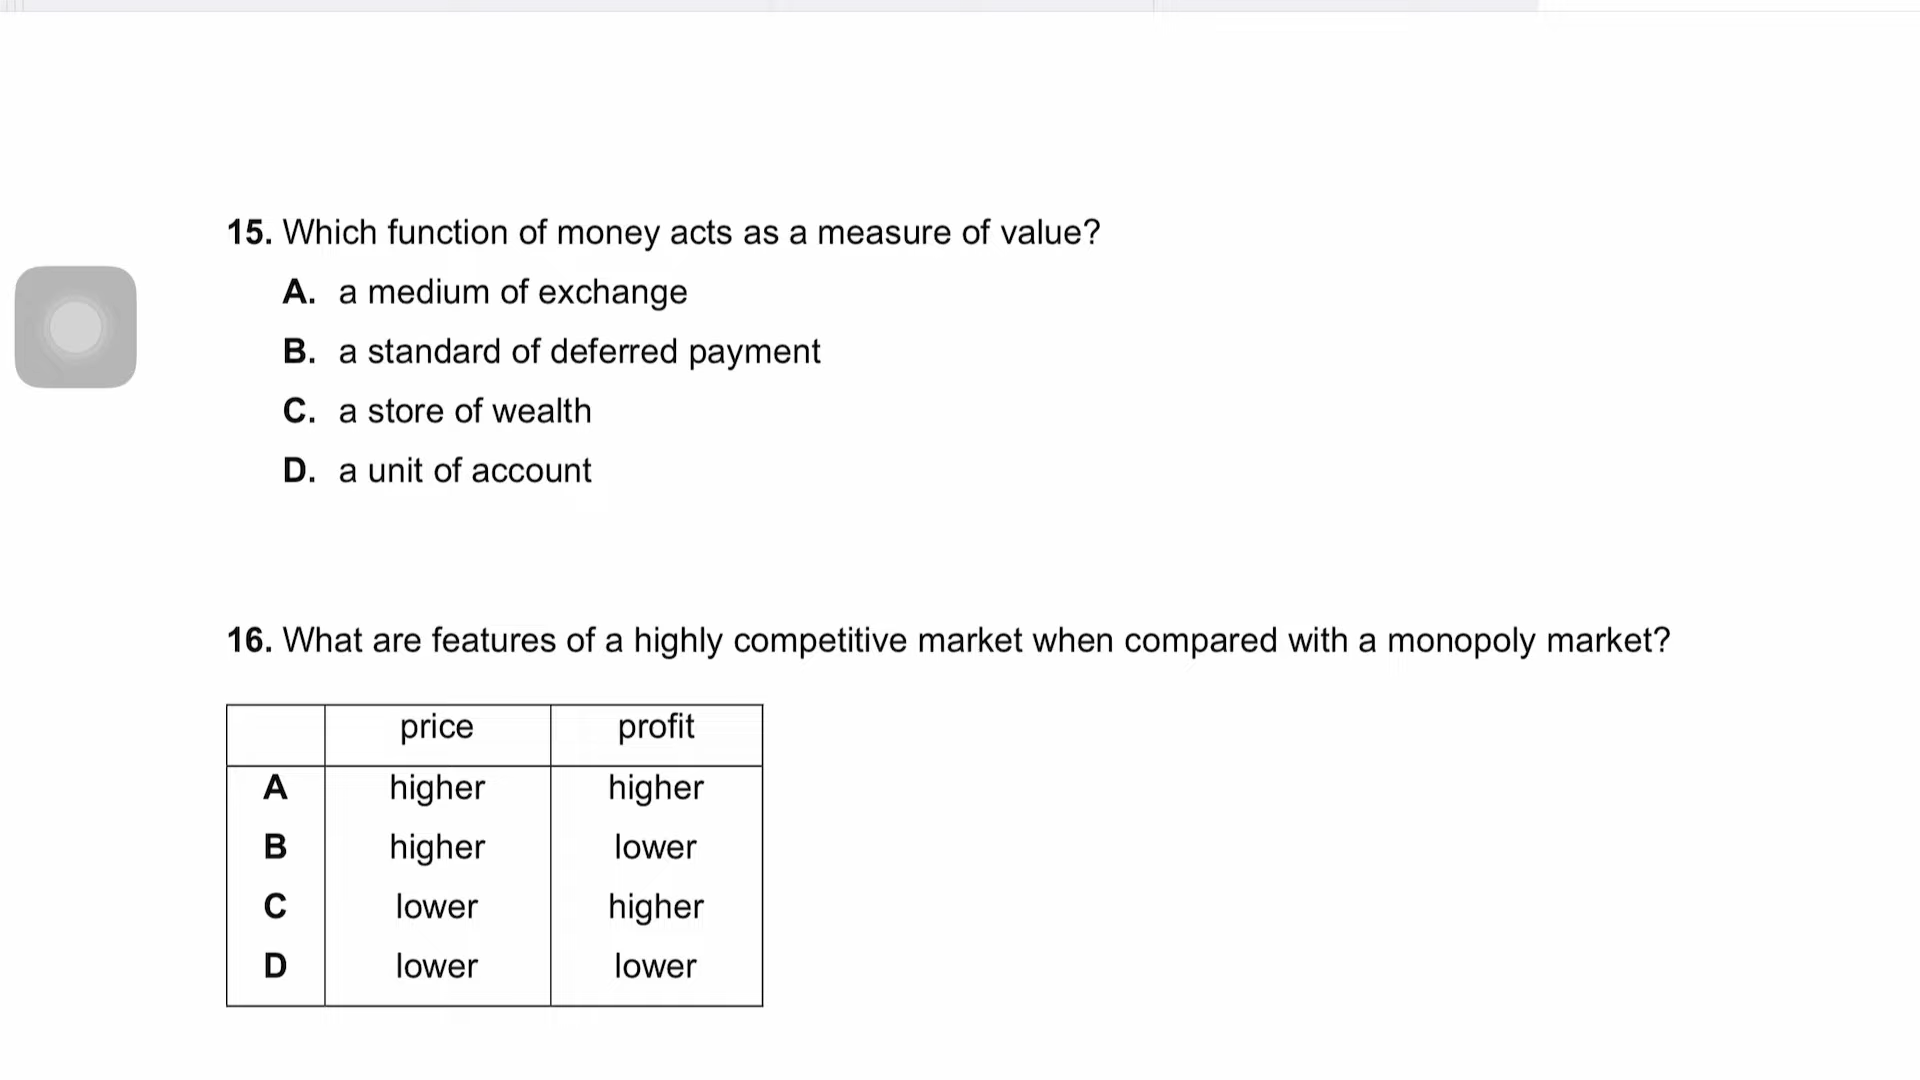 15. Which function of money acts as a measure of value?
A. a medium of exchange
B. a standard of deferred payment
C. a store of wealth
D. a unit of account
16. What are features of a highly competitive market when compared with a monopoly market?
price profit
A higher higher
B higher lower
C lower higher
D lower lower